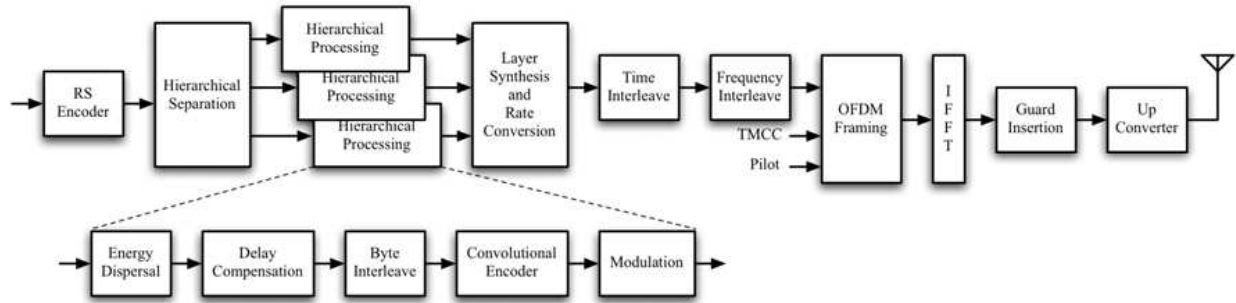 RS
Encoder
Hierarchical
Separation
Hierarchical
Processing
Hierarchical
Processing
Hierarchical
Processing
Layer
Synthesis
and
Rate
Conversion
Time
Interleave
Frequency
Interleave
TMCC
Pilot
OFDM
Framing
I
F
F
T
Guard
Insertion
Up
Converter
Energy
Dispersal
Delay
Compensation
Byte
Interleave
Convolutional
Encoder
Modulation